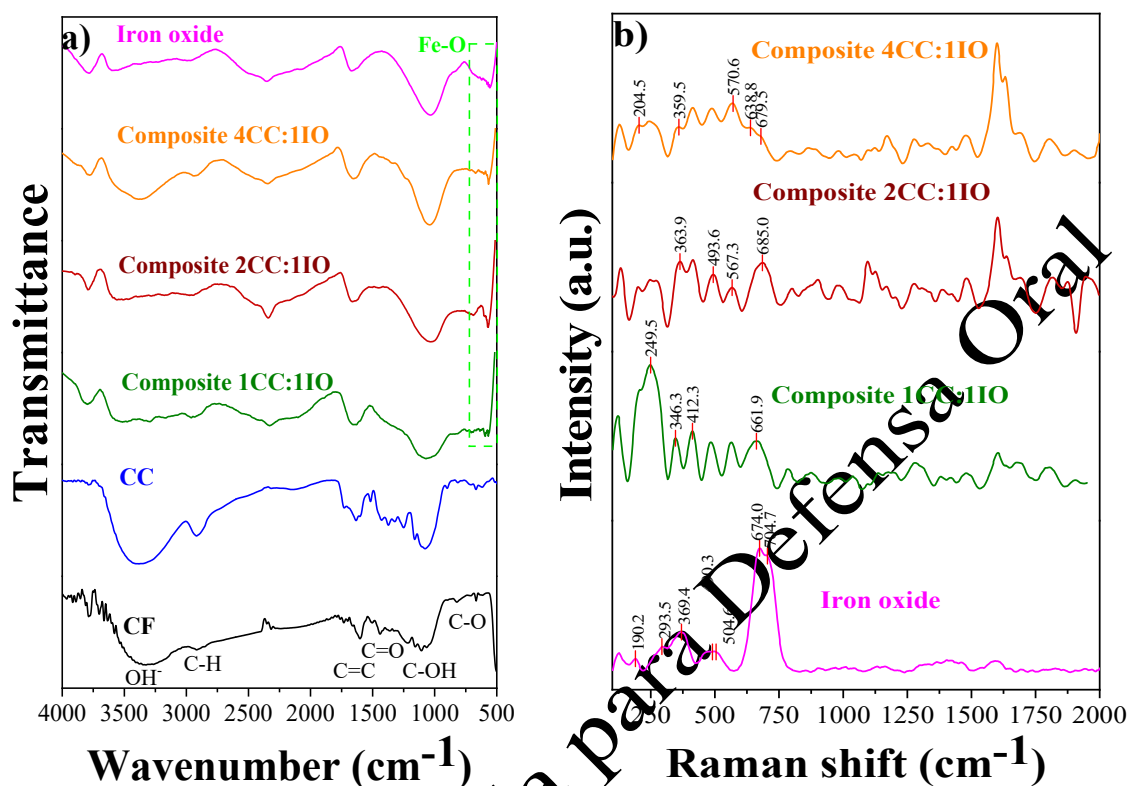 a)
Iron oxide
Fe-O
Composite 4CC:1IO
Composite 2CC:1IO
Composite 1CC:1IO
CC
CF
OH-
C-H
C=C
C=O
C-OH
C-O
Transmittance
4000 3500 3000 2500 2000 1500 1000 500
Wavenumber (cm-1)
b)
Composite 4CC:1IO
204.5
359.5
570.6
638.8
679.5
Composite 2CC:1IO
363.9
493.6
567.3
685.0
Composite 1CC:1IO
249.5
346.3
412.3
661.9
Iron oxide
190.2
293.5
369.4
674.0
704.7
Intensity (a.u.)
250 500 750 1000 1250 1500 1750 2000
Raman shift (cm-1)
para Defensa Oral